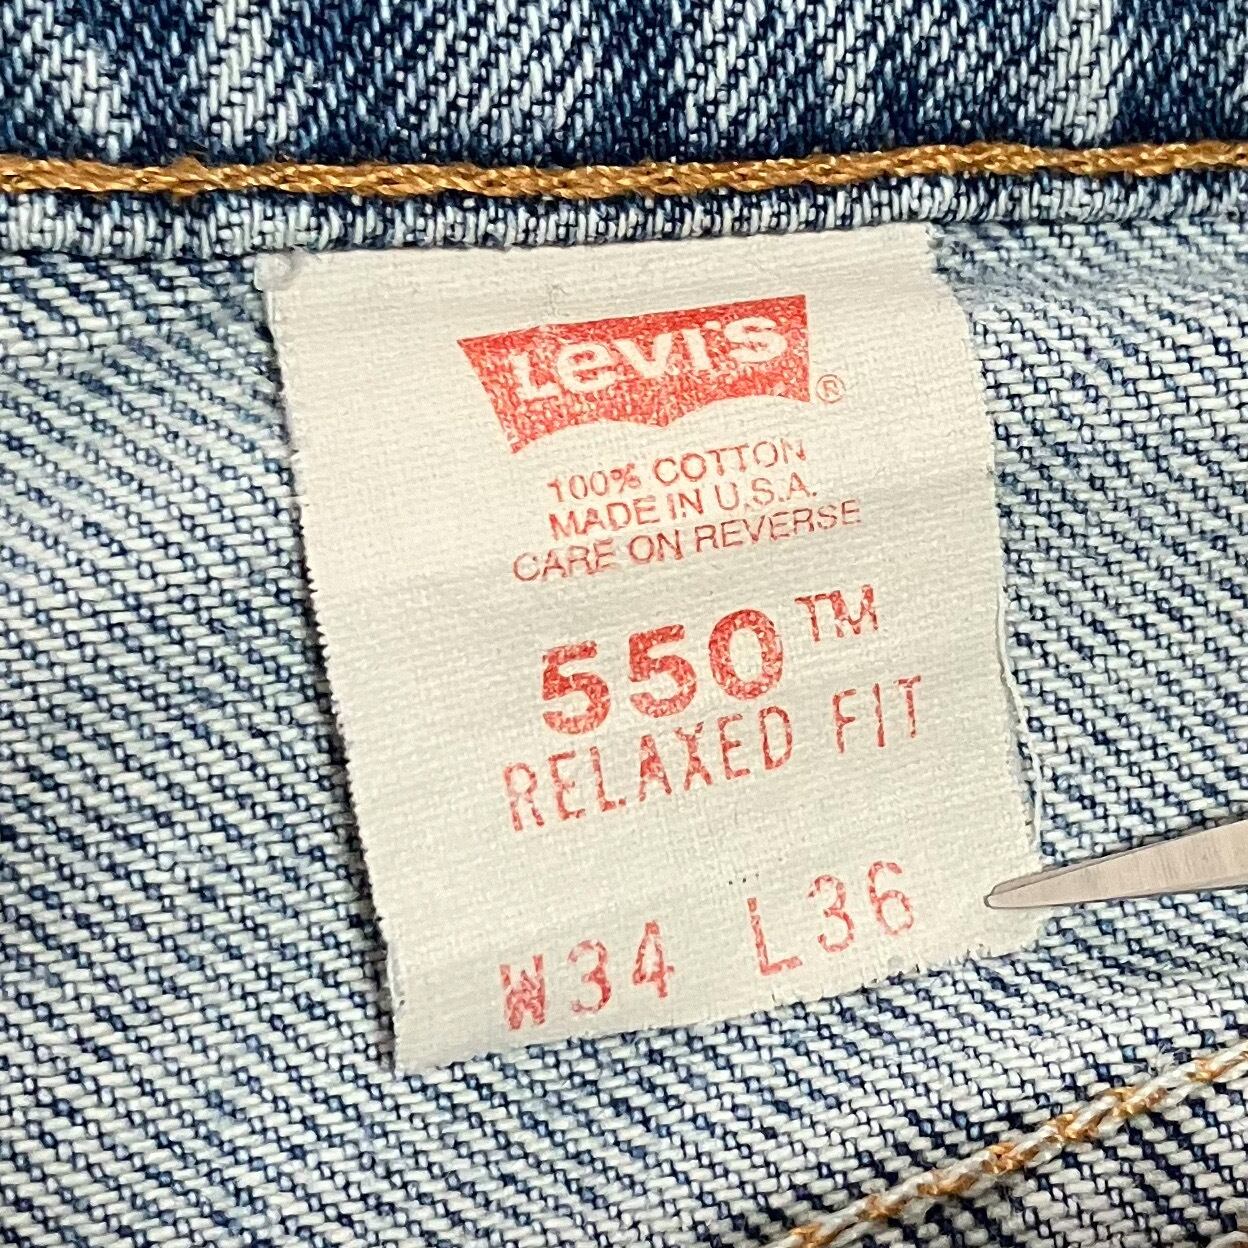 Levi's ®
100% COTTON
MADE IN U.S.A.
CARE ON REVERSE
550™
RELAXED FIT
W34 L36